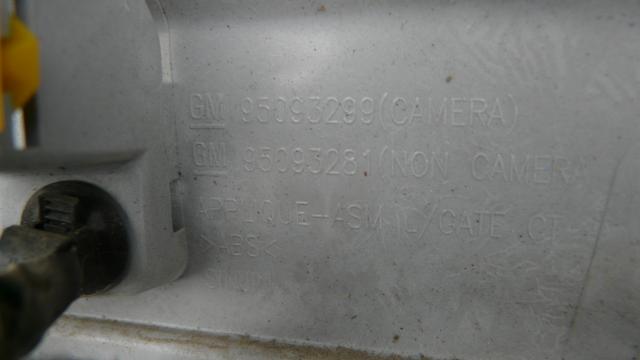 GM 95093299(CAMERA)
GM 95093281(NON CAMERA
APPLIQUE-ASM L/GATE CT
>ABS<